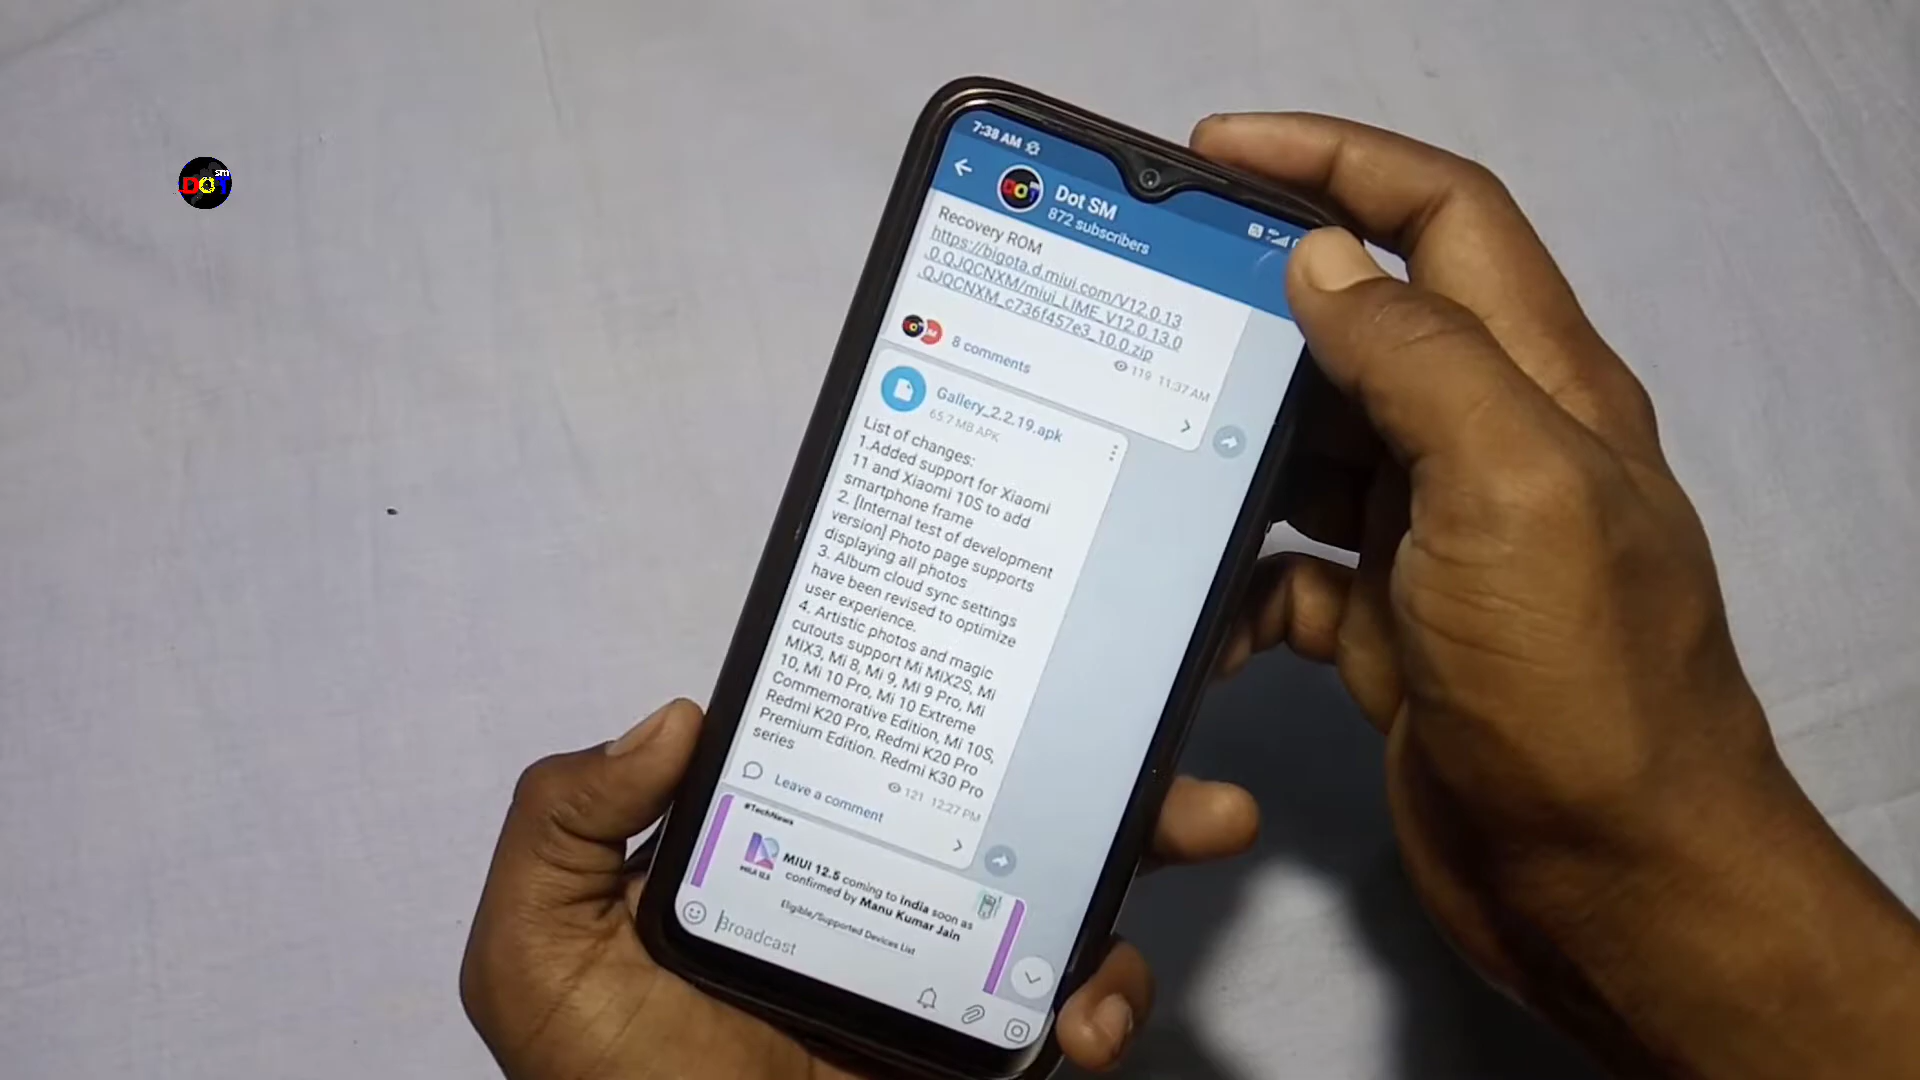 DOT sm
7:38 AM
DOT
Dot SM
872 subscribers
Recovery ROM
https://bigota.d.miui.com/V12.0.13
.0.QJQCNXM/miui_LIME_V12.0.13.0
.QJQCNXM_c736f457e3_10.0.zip
8 comments
119 11:37 AM
Gallery_2.2.19.apk
65.7 MB APK
List of changes:
1.Added support for Xiaomi
11 and Xiaomi 10S to add
smartphone frame
2. [Internal test of development
version] Photo page supports
displaying all photos
3. Album cloud sync settings
have been revised to optimize
user experience.
4. Artistic photos and magic
cutouts support Mi MIX2S, Mi
MIX3, Mi 8, Mi 9, Mi 9 Pro, Mi
10, Mi 10 Pro, Mi 10 Extreme
Commemorative Edition, Mi 10S,
Redmi K20 Pro, Redmi K20 Pro
Premium Edition. Redmi K30 Pro
series
121 12:27 PM
Leave a comment
#TechNews
MIUI 12.5
MIUI 12.5 coming to India soon as
confirmed by Manu Kumar Jain
Eligible/Supported Devices List
Broadcast